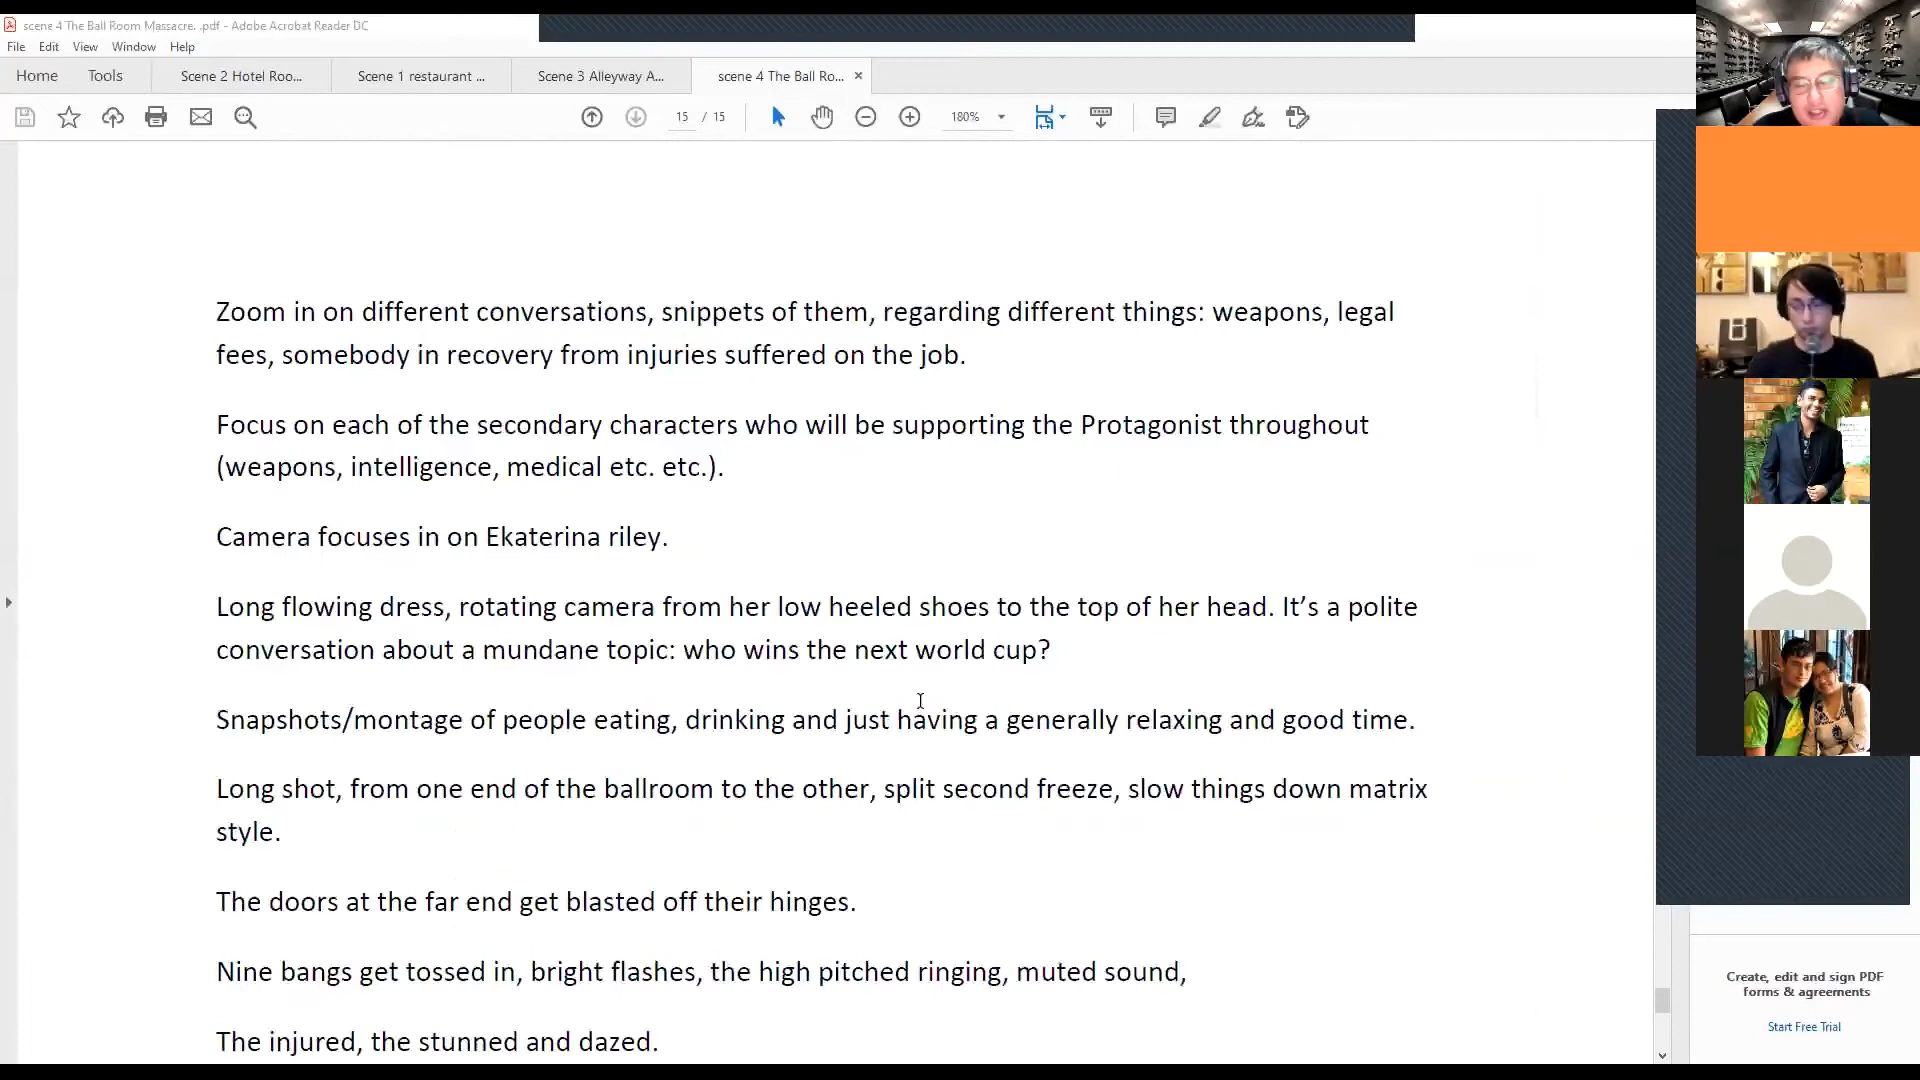 scene 4 The Ball Room Massacre. .pdf - Adobe Acrobat Reader DC
File Edit View Window Help
Home Tools Scene 2 Hotel Roo... Scene 1 restaurant ... Scene 3 Alleyway A... scene 4 The Ball Ro... ×
15 / 15 180%
Zoom in on different conversations, snippets of them, regarding different things: weapons, legal
fees, somebody in recovery from injuries suffered on the job.
Focus on each of the secondary characters who will be supporting the Protagonist throughout
(weapons, intelligence, medical etc. etc.).
Camera focuses in on Ekaterina riley.
Long flowing dress, rotating camera from her low heeled shoes to the top of her head. It’s a polite
conversation about a mundane topic: who wins the next world cup?
Snapshots/montage of people eating, drinking and just having a generally relaxing and good time.
Long shot, from one end of the ballroom to the other, split second freeze, slow things down matrix
style.
The doors at the far end get blasted off their hinges.
Nine bangs get tossed in, bright flashes, the high pitched ringing, muted sound,
The injured, the stunned and dazed.
Create, edit and sign PDF
forms & agreements
Start Free Trial